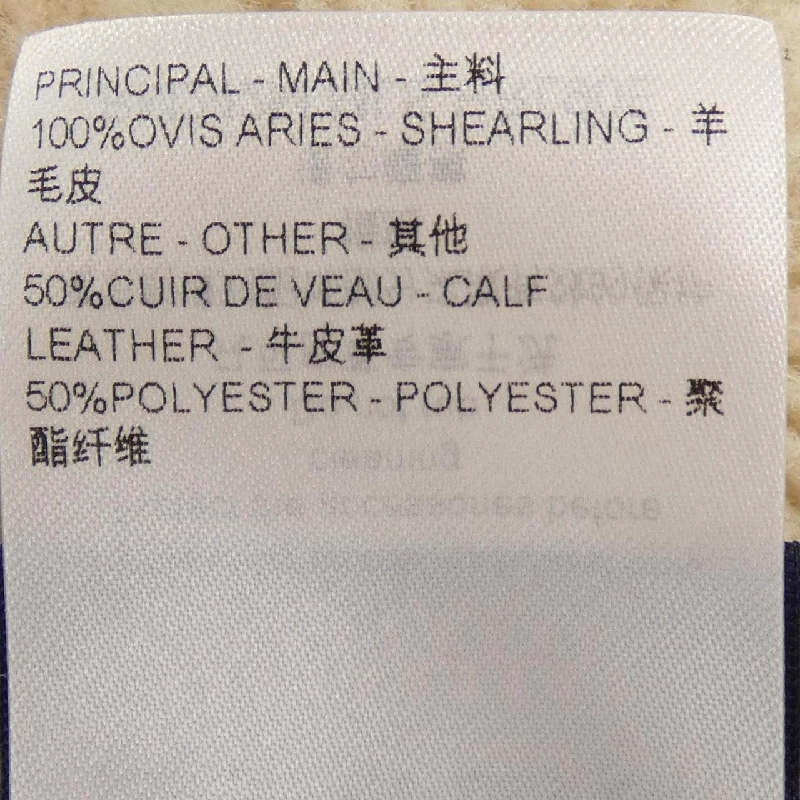 PRINCIPAL - MAIN - 主料
100%OVIS ARIES - SHEARLING - 羊
毛皮
AUTRE - OTHER - 其他
50%CUIR DE VEAU - CALF
LEATHER - 牛皮革
50%POLYESTER - POLYESTER - 聚
酯纤维